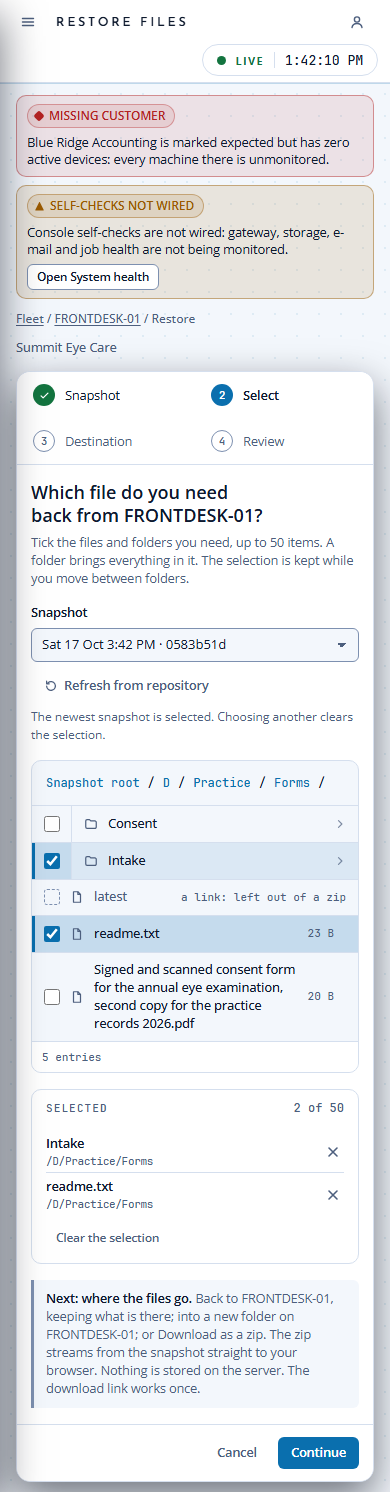 RESTORE FILES
LIVE 1:42:10 PM
MISSING CUSTOMER
Blue Ridge Accounting is marked expected but has zero
active devices: every machine there is unmonitored.
SELF-CHECKS NOT WIRED
Console self-checks are not wired: gateway, storage, e-
mail and job health are not being monitored.
Open System health
Fleet / FRONTDESK-01 / Restore
Summit Eye Care
Snapshot
2 Select
3 Destination
4 Review
Which file do you need
back from FRONTDESK-01?
Tick the files and folders you need, up to 50 items. A
folder brings everything in it. The selection is kept while
you move between folders.
Snapshot
Sat 17 Oct 3:42 PM · 0583b51d
Refresh from repository
The newest snapshot is selected. Choosing another clears
the selection.
Snapshot root / D / Practice / Forms /
Consent
Intake
latest a link: left out of a zip
readme.txt 23 B
Signed and scanned consent form
for the annual eye examination,
second copy for the practice
records 2026.pdf
20 B
5 entries
SELECTED 2 of 50
Intake
/D/Practice/Forms
readme.txt
/D/Practice/Forms
Clear the selection
Next: where the files go. Back to FRONTDESK-01,
keeping what is there; into a new folder on
FRONTDESK-01; or Download as a zip. The zip
streams from the snapshot straight to your
browser. Nothing is stored on the server. The
download link works once.
Cancel Continue